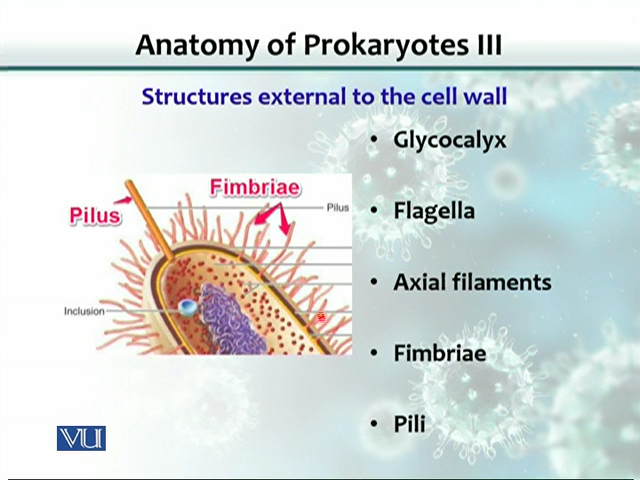 Anatomy of Prokaryotes III
Structures external to the cell wall
• Glycocalyx
• Flagella
• Axial filaments
• Fimbriae
• Pili
Fimbriae
Pilus
Pilus
Inclusion
VU